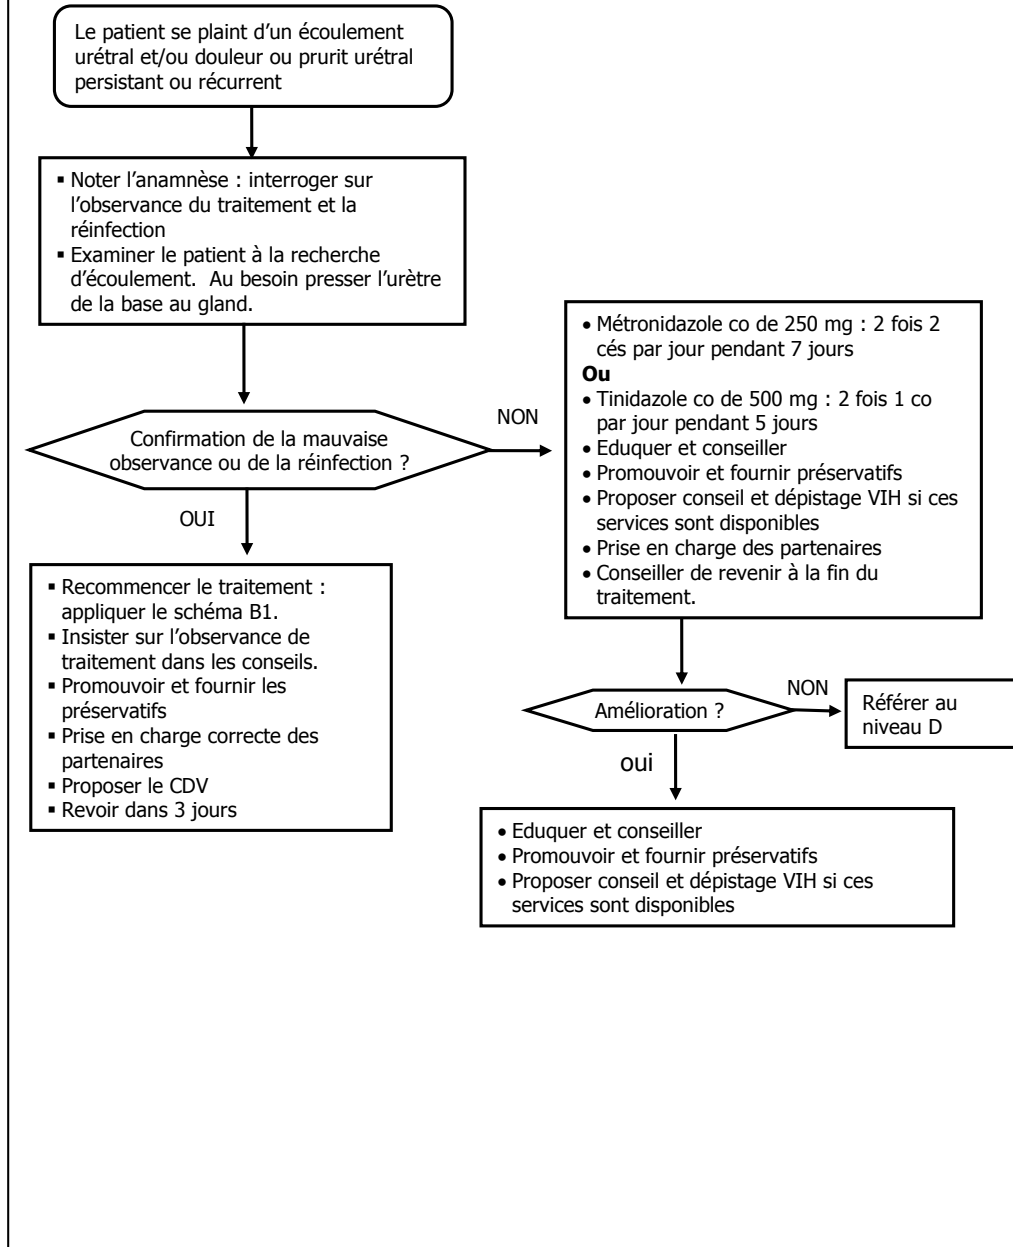 Le patient se plaint d'un écoulement
urétral et/ou douleur ou prurit urétral
persistant ou récurrent
▪ Noter l'anamnèse : interroger sur
l'observance du traitement et la
réinfection
▪ Examiner le patient à la recherche
d'écoulement. Au besoin presser l'urètre
de la base au gland.
Confirmation de la mauvaise
observance ou de la réinfection ?
NON
OUI
• Métronidazole co de 250 mg : 2 fois 2
cés par jour pendant 7 jours
Ou
• Tinidazole co de 500 mg : 2 fois 1 co
par jour pendant 5 jours
• Eduquer et conseiller
• Promouvoir et fournir préservatifs
• Proposer conseil et dépistage VIH si ces
services sont disponibles
• Prise en charge des partenaires
• Conseiller de revenir à la fin du
traitement.
▪ Recommencer le traitement :
appliquer le schéma B1.
▪ Insister sur l'observance de
traitement dans les conseils.
▪ Promouvoir et fournir les
préservatifs
▪ Prise en charge correcte des
partenaires
▪ Proposer le CDV
▪ Revoir dans 3 jours
Amélioration ?
NON
Référer au
niveau D
oui
• Eduquer et conseiller
• Promouvoir et fournir préservatifs
• Proposer conseil et dépistage VIH si ces
services sont disponibles